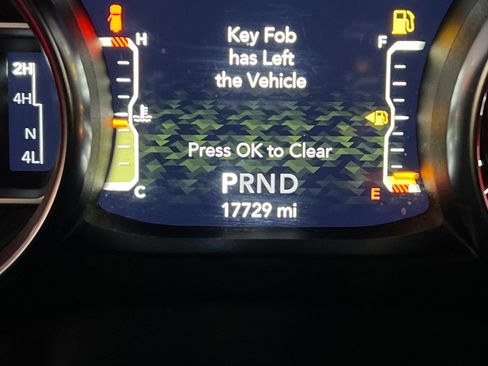 2H
4H
N
4L
H
C
Key Fob
has Left
the Vehicle
Press OK to Clear
PRND
17729 mi
F
E